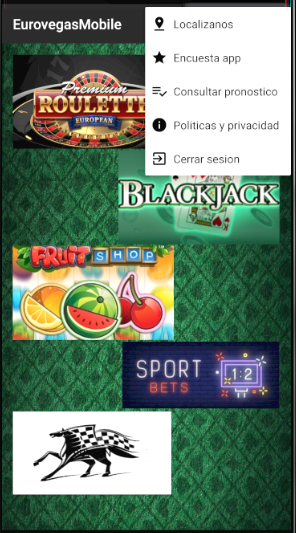 EurovegasMobile
Localizanos
Encuesta app
Consultar pronostico
Politicas y privacidad
Cerrar sesion
Premium
ROULETTE
EUROPEAN
BLACKJACK
FRUIT SHOP
SPORT
BETS
1:2